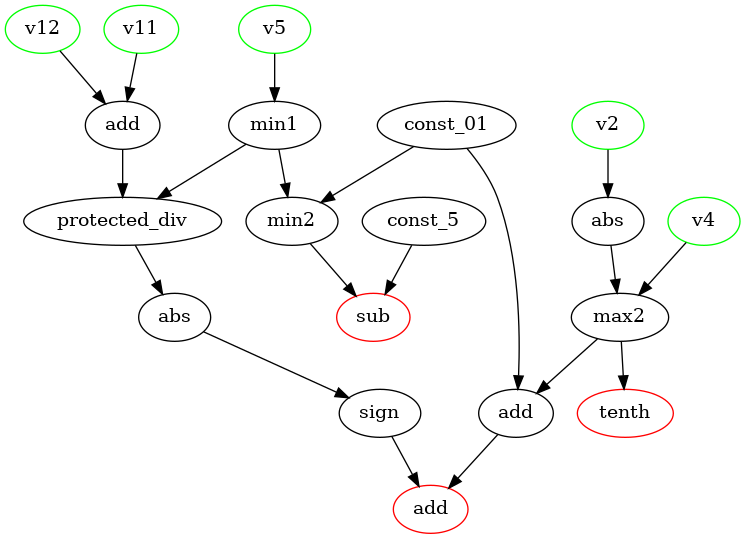 v12
v11
v5
add
min1
const_01
v2
protected_div
min2
const_5
abs
v4
abs
sub
max2
sign
add
tenth
add